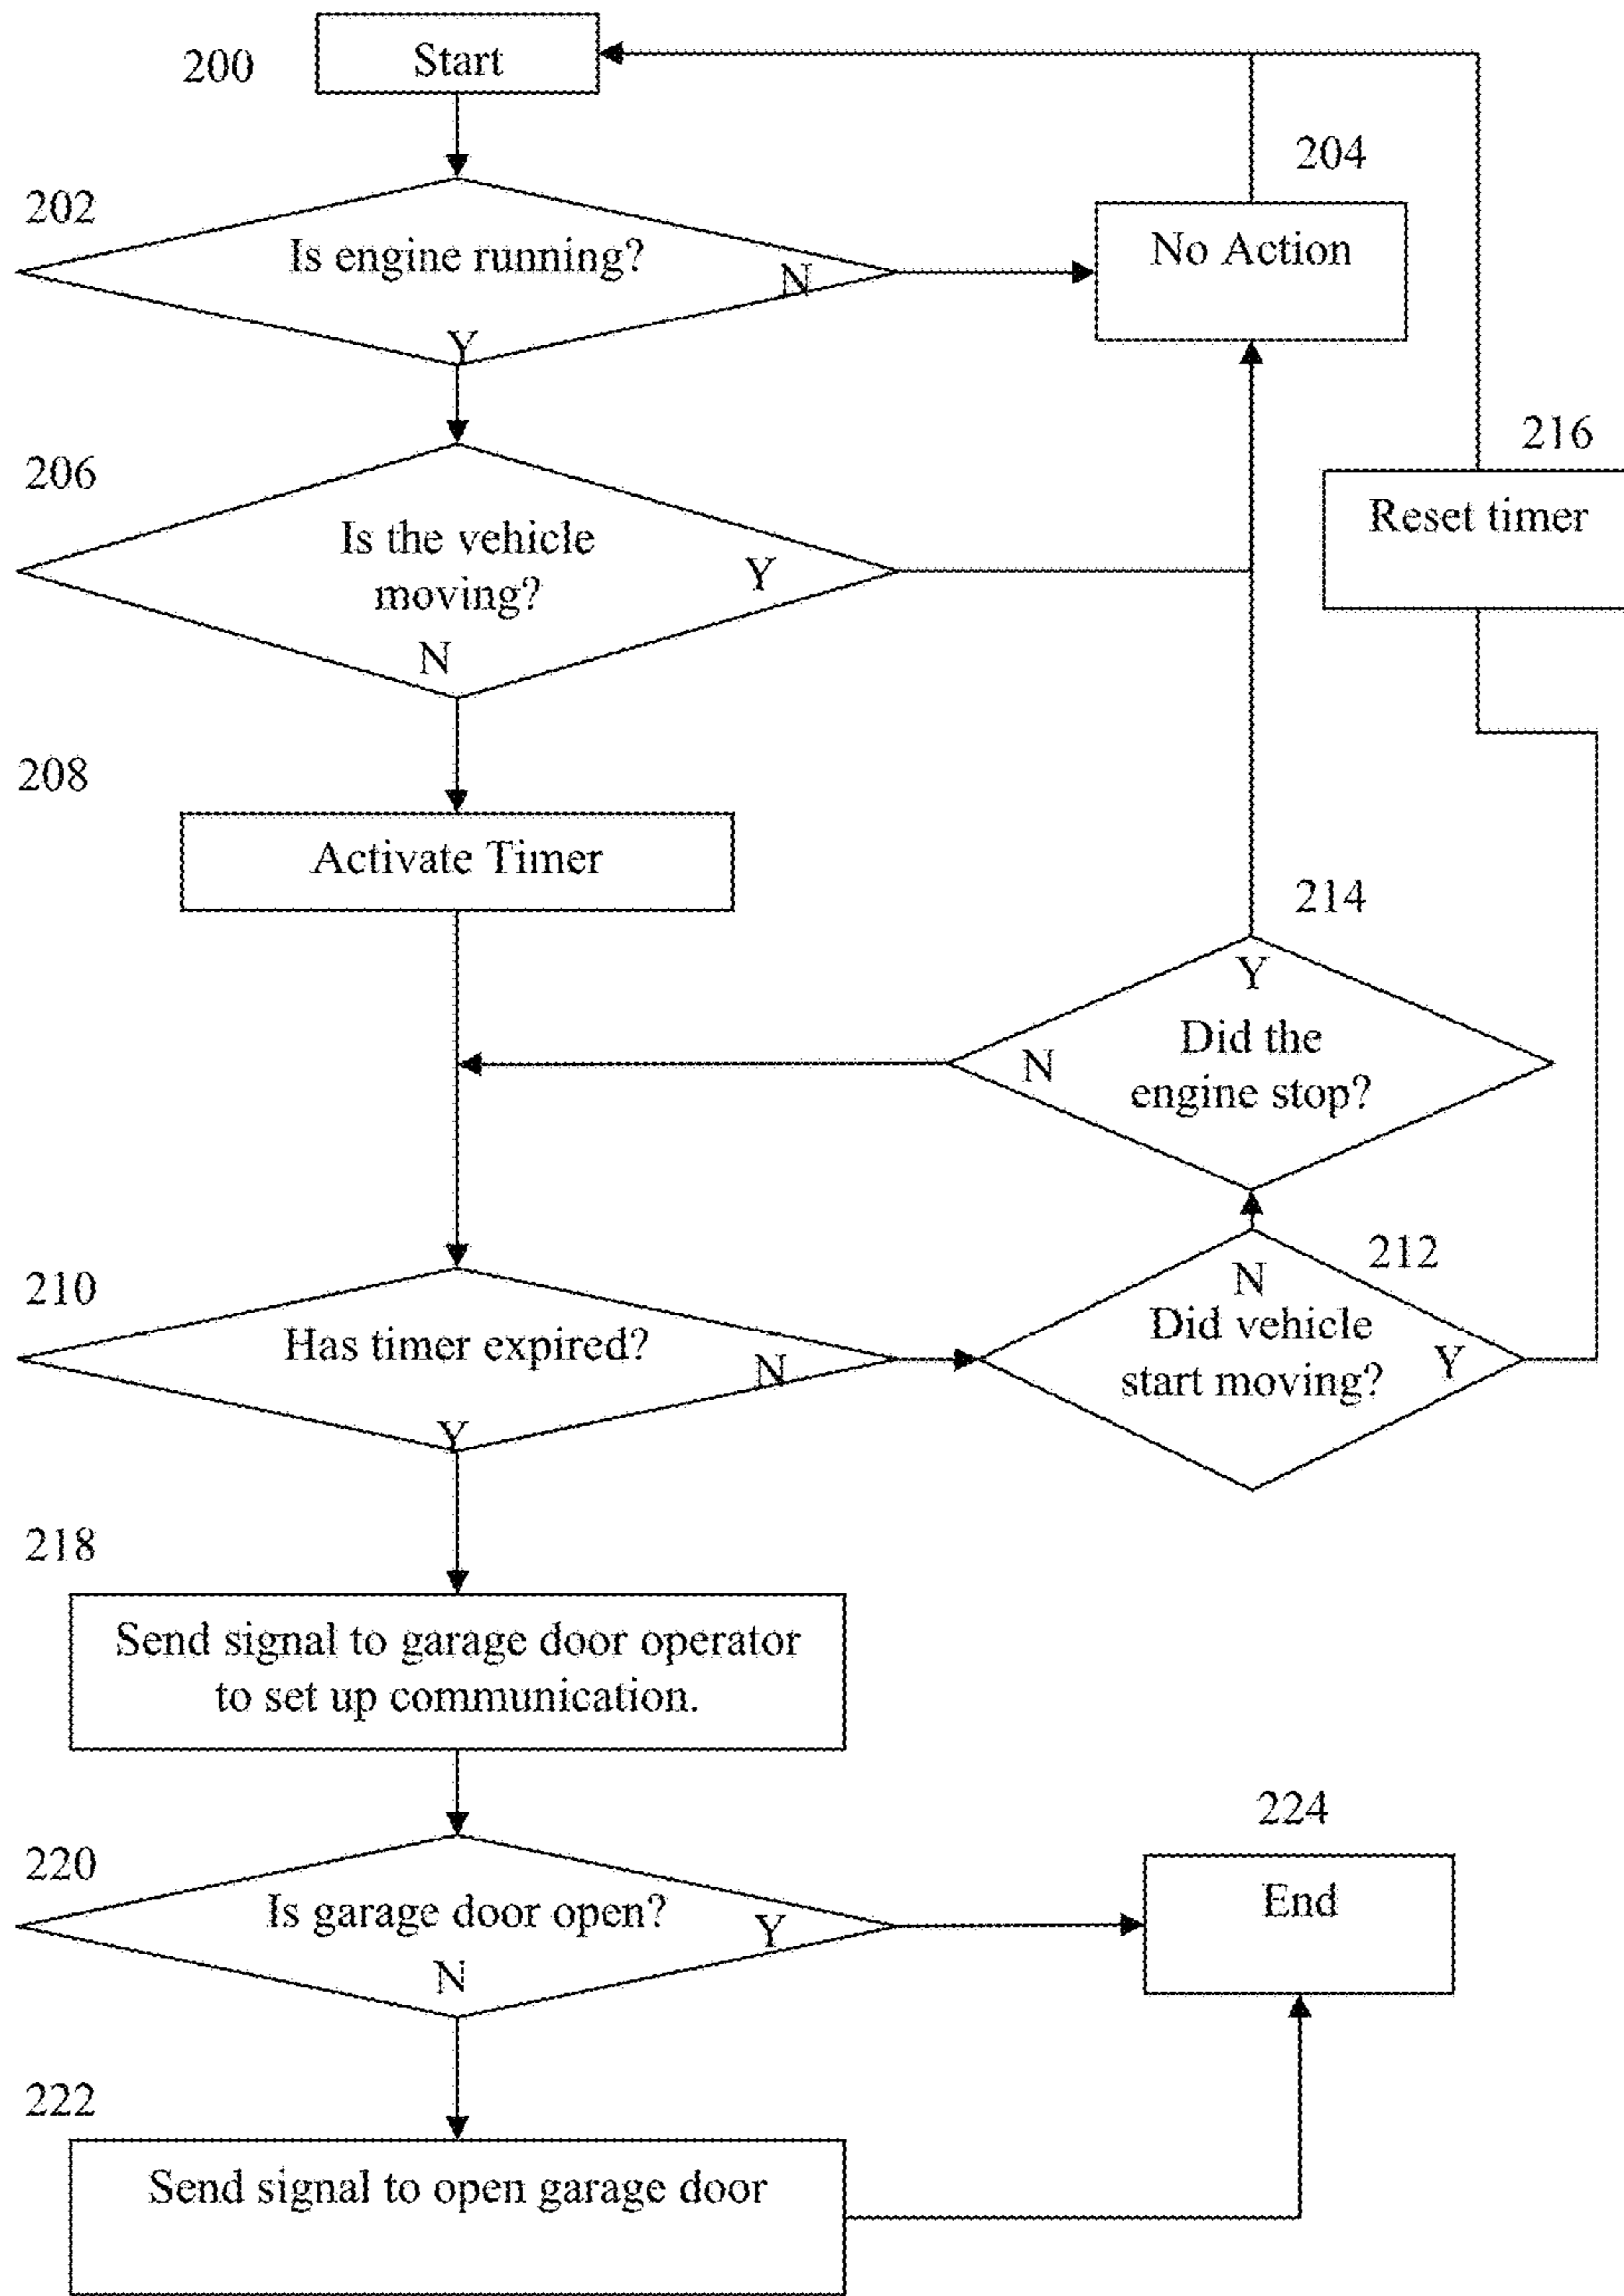 200
Start
204
202
Is engine running?
N
No Action
Y
216
206
Reset timer
Is the vehicle
Y
moving?
N
208
Activate Timer
214
Y
Did the
N
engine stop?
212
210
N
Has timer expired?
Did vehicle
N
start moving?
Y
Y
218
Send signal to garage door operator
to set up communication.
224
220
End
Is garage door open?
Y
N
222
Send signal to open garage door